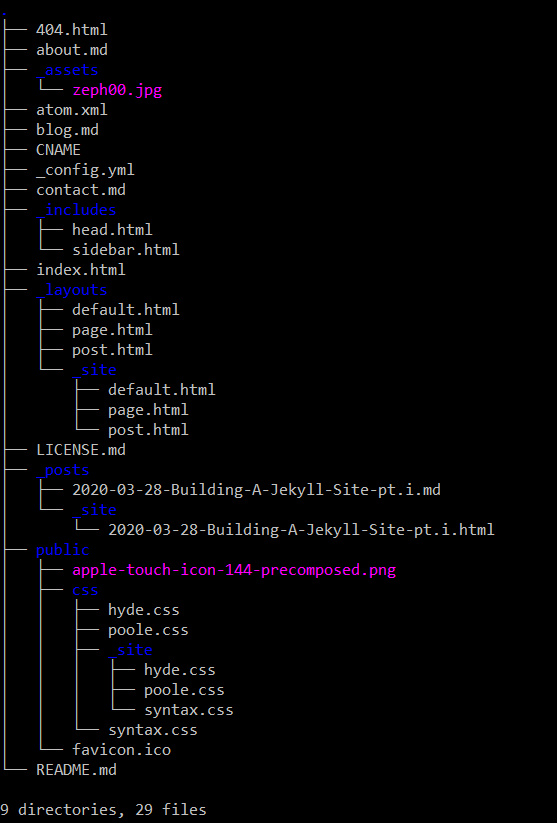 .
├── 404.html
├── about.md
├── _assets
│   └── zeph00.jpg
├── atom.xml
├── blog.md
├── CNAME
├── _config.yml
├── contact.md
├── _includes
│   ├── head.html
│   └── sidebar.html
├── index.html
├── _layouts
│   ├── default.html
│   ├── page.html
│   ├── post.html
│   └── _site
│       ├── default.html
│       ├── page.html
│       └── post.html
├── LICENSE.md
├── _posts
│   ├── 2020-03-28-Building-A-Jekyll-Site-pt.i.md
│   └── _site
│       └── 2020-03-28-Building-A-Jekyll-Site-pt.i.html
├── public
│   ├── apple-touch-icon-144-precomposed.png
│   ├── css
│   │   ├── hyde.css
│   │   ├── poole.css
│   │   ├── _site
│   │   │   ├── hyde.css
│   │   │   ├── poole.css
│   │   │   └── syntax.css
│   │   └── syntax.css
│   └── favicon.ico
└── README.md
9 directories, 29 files